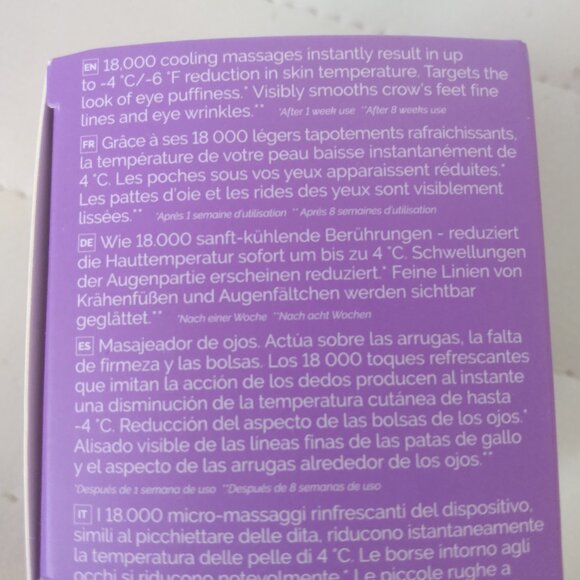 EN 18,000 cooling massages instantly result in up
to -4 °C/-6 °F reduction in skin temperature. Targets the
look of eye puffiness.* Visibly smooths crow's feet fine
lines and eye wrinkles.** *After 1 week use **After 8 weeks use
FR Grâce à ses 18 000 légers tapotements rafraichissants,
la température de votre peau baisse instantanément de
4 °C. Les poches sous vos yeux apparaissent réduites.*
Les pattes d'oie et les rides des yeux sont visiblement
lissées.** *Après 1 semaine d'utilisation **Après 8 semaines d'utilisation
DE Wie 18.000 sanft-kühlende Berührungen - reduziert
die Hauttemperatur sofort um bis zu 4 °C. Schwellungen
der Augenpartie erscheinen reduziert.* Feine Linien von
Krähenfüßen und Augenfältchen werden sichtbar
geglättet.** *Nach einer Woche **Nach acht Wochen
ES Masajeador de ojos. Actúa sobre las arrugas, la falta
de firmeza y las bolsas. Los 18 000 toques refrescantes
que imitan la acción de los dedos producen al instante
una disminución de la temperatura cutánea de hasta
-4 °C. Reducción del aspecto de las bolsas de los ojos.*
Alisado visible de las líneas finas de las patas de gallo
y el aspecto de las arrugas alrededor de los ojos.**
*Después de 1 semana de uso **Después de 8 semanas de uso
IT I 18.000 micro-massaggi rinfrescanti del dispositivo,
simili al picchiettare delle dita, riducono istantaneamente
la temperatura delle pelle di 4 °C. Le borse intorno agli
occhi si riducono notevolmente.* Le piccole rughe a